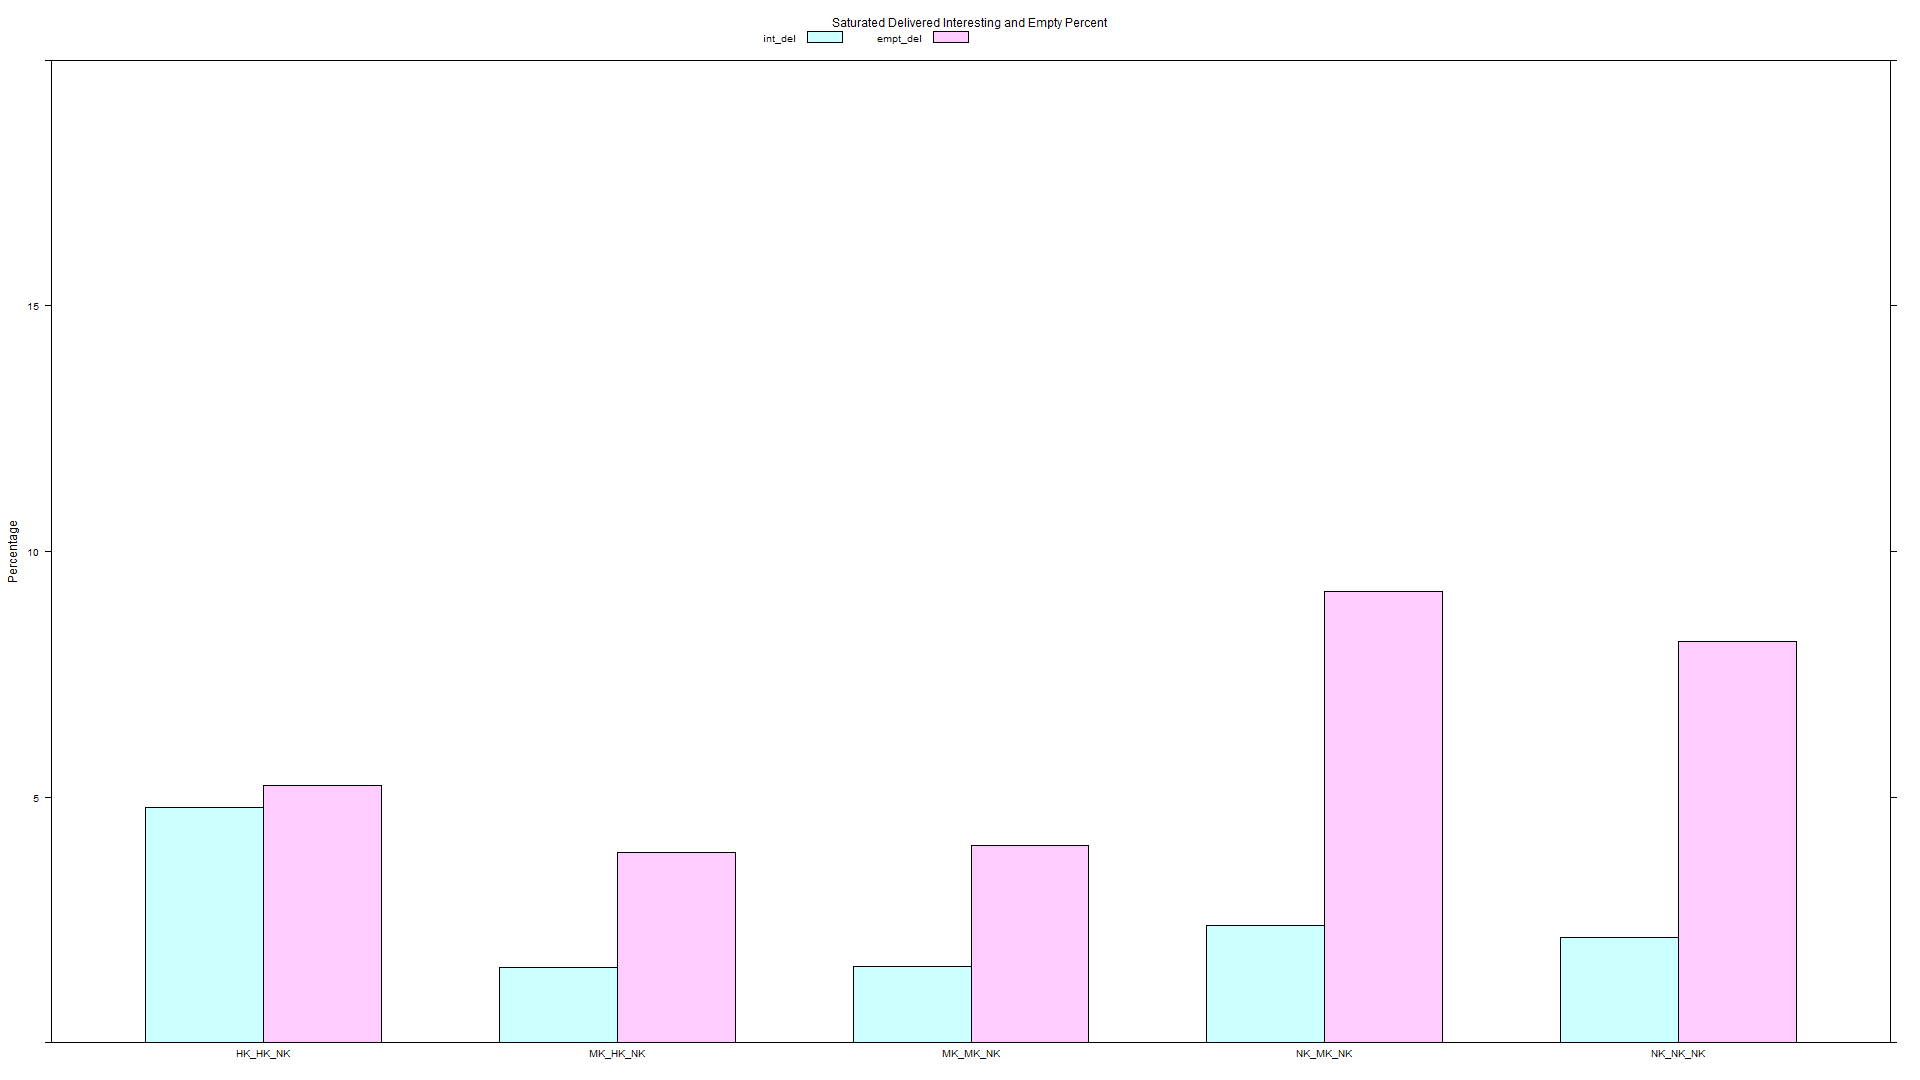 Saturated Delivered Interesting and Empty Percent
int_del empt_del
Percentage
15
10
5
HK_HK_NK MK_HK_NK MK_MK_NK NK_MK_NK NK_NK_NK